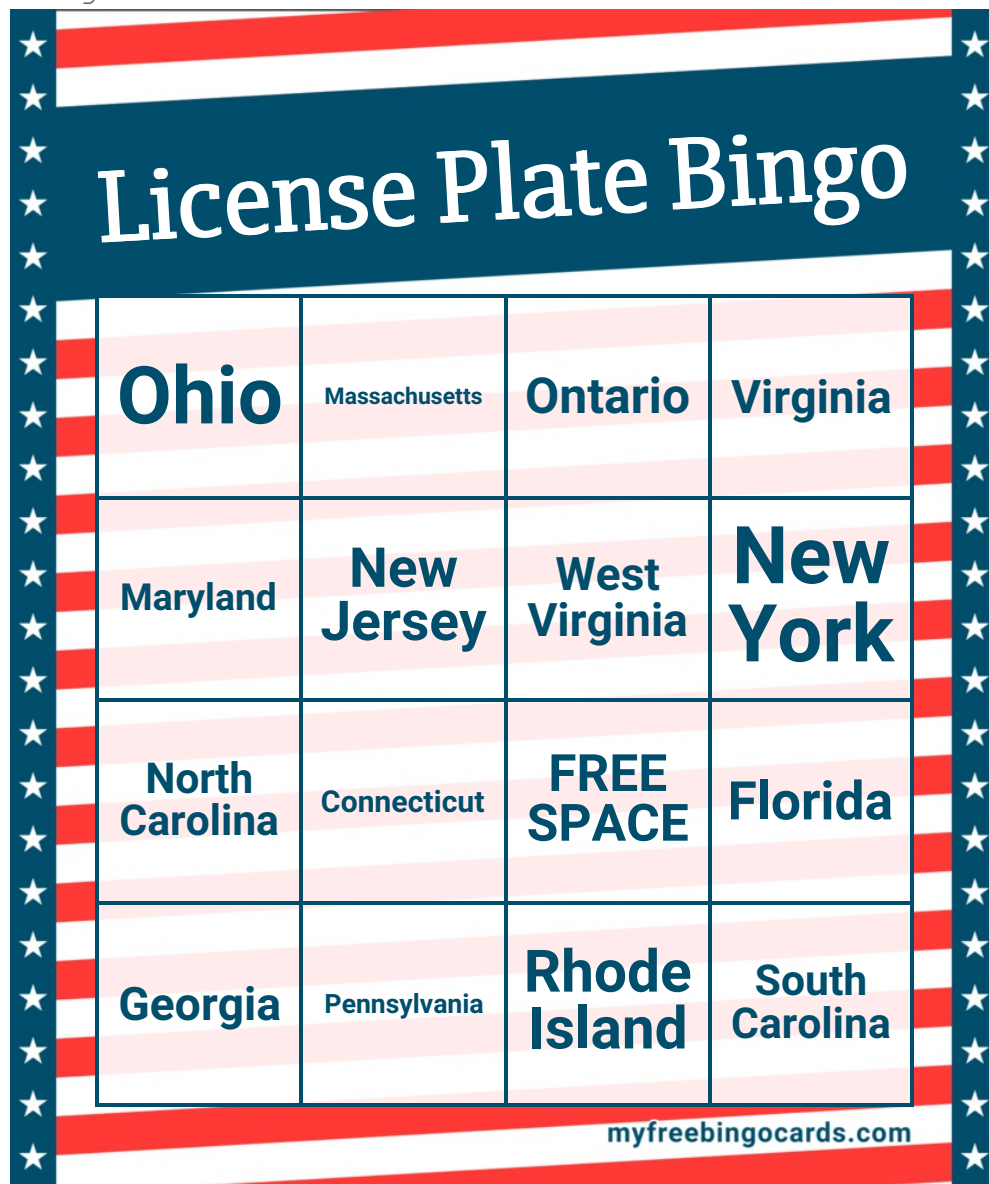 License Plate Bingo
Ohio
Massachusetts
Ontario
Virginia
Maryland
New
Jersey
West
Virginia
New
York
North
Carolina
Connecticut
FREE
SPACE
Florida
Georgia
Pennsylvania
Rhode
Island
South
Carolina
myfreebingocards.com